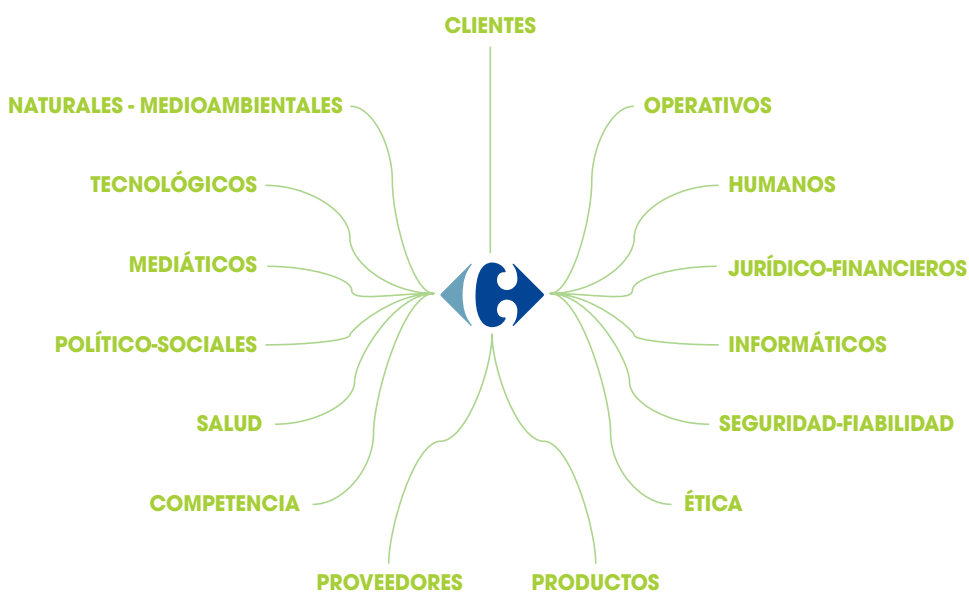 CLIENTES
NATURALES - MEDIOAMBIENTALES
OPERATIVOS
TECNOLÓGICOS
HUMANOS
MEDIÁTICOS
JURÍDICO-FINANCIEROS
POLÍTICO-SOCIALES
INFORMÁTICOS
SALUD
SEGURIDAD-FIABILIDAD
COMPETENCIA
ÉTICA
PROVEEDORES
PRODUCTOS